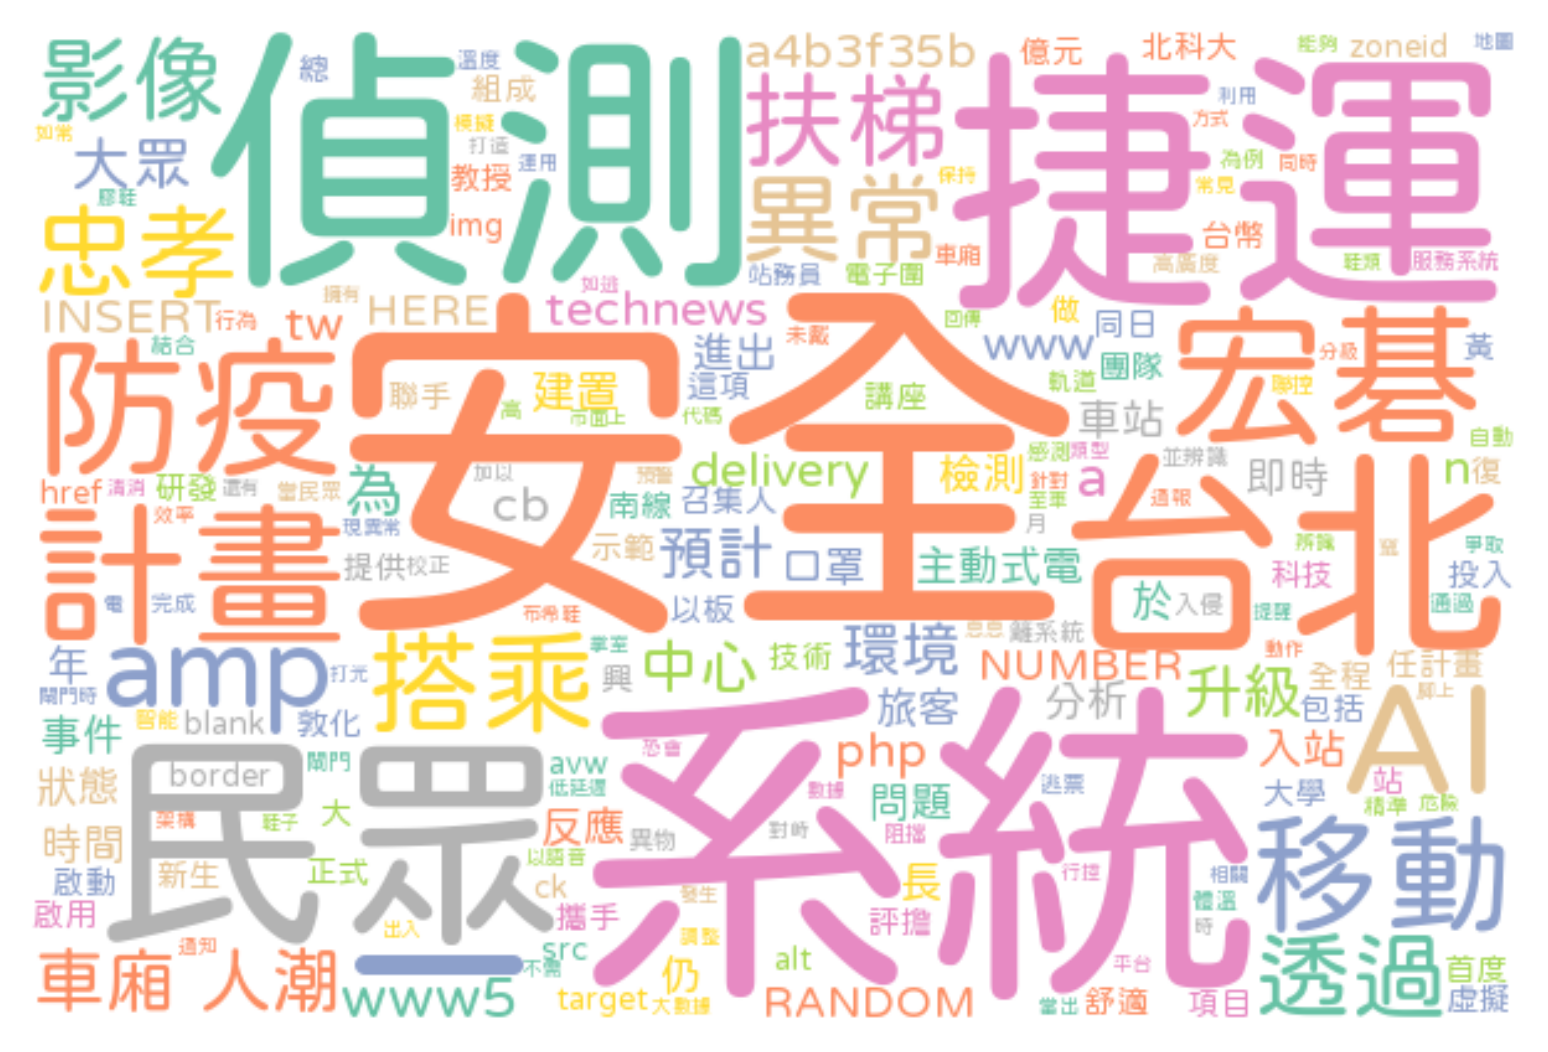 影像
偵測
總
溫度
組成
模擬
打造
運用
教授
img
a4b3f35b
扶梯
異常
億元
北科大
能夠
zoneid
地圖
捷運
利用
方式
為例
同時
常見
保持
如常
大眾
膠鞋
忠孝
台幣
車廂
高廣度
鞋類
服務系統
站務員
電子圍
INSERT
行為
擁有
HERE
tw
如逃
technews
未戴
回傳
做
同日
www
團隊
宏碁
分級
黃
結合
防疫
安全
聯手
高
建置
市面上
進出
這項
代碼
講座
軌道
聯控
車站
自動
感測
類型
並辨識
即時
n
復
href
清消
研發
還有
當民眾
為
加以
cb
預警
南線
delivery
召集人
檢測
針對
至車
月
a
通報
台北
計畫
效率
現異常
提供
校正
示範
預計
口罩
主動式電
辨識
爭取
科技
投入
於
入侵
提醒
通過
電
完成
布希鞋
以板
年
amp
打光
閘門時
搭乘
掌室
興
中心
技術
環境
離系統
NUMBER
動作
升級
全程
任計畫
腳上
事件
智能
blank
敦化
旅客
分析
包括
AI
狀態
民眾
border
閘門
avw
低延遲
恐會
系統
php
數據
問題
逃票
入站
站
大學
精準
危險
時間
架構
鞋子
大
反應
異物
對時
阻擋
移動
啟動
新生
正式
以語音
ck
發生
長
行控
相關
體溫
時
啟用
出入
攜手
評擔
調整
車廂
通知
人潮
一
src
不需
仍
alt
平台
透過
首度
www5
target
大數據
RANDOM
當出
舒適
項目
虛擬